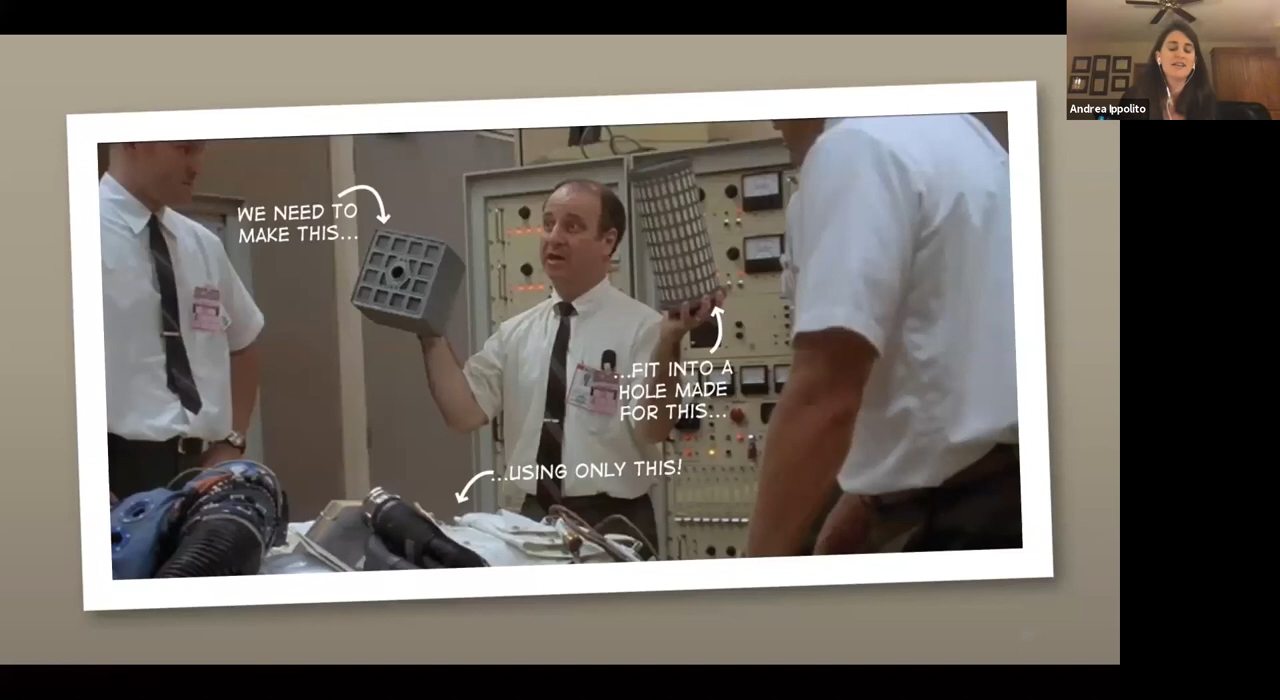 Andrea Ippolito
WE NEED TO
MAKE THIS...
...FIT INTO A
HOLE MADE
FOR THIS...
...USING ONLY THIS!